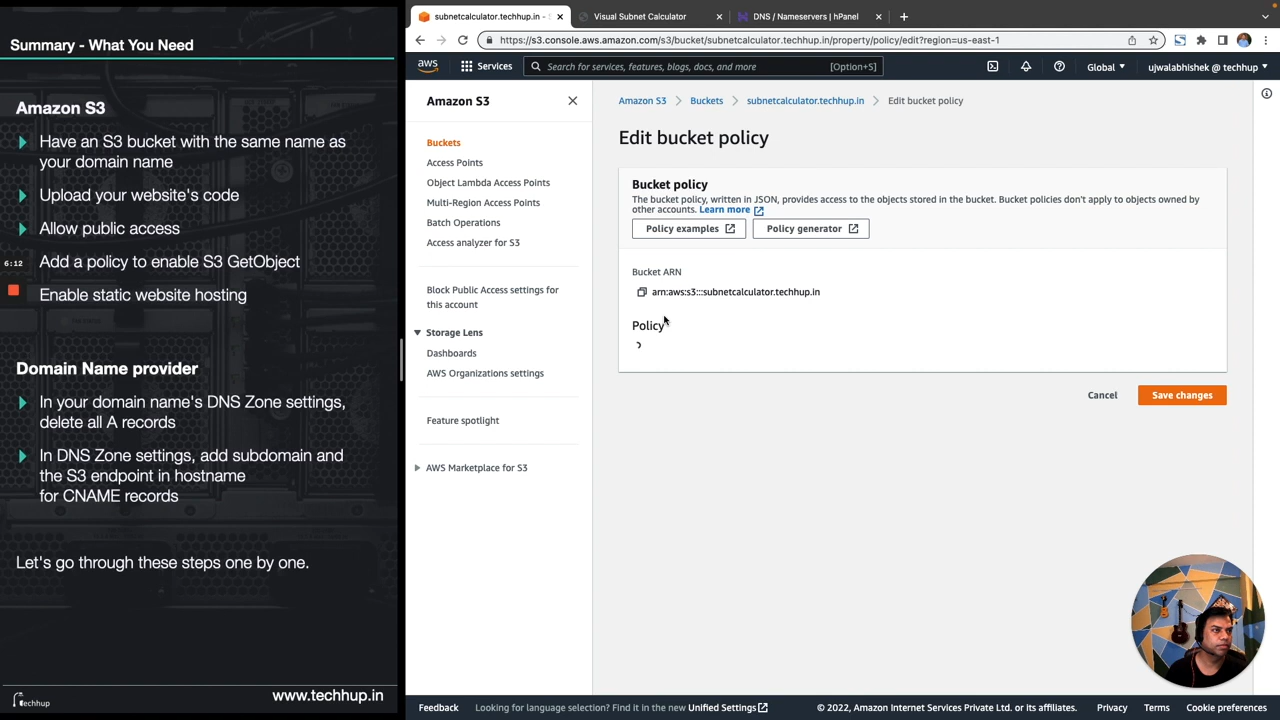 Summary - What You Need
Amazon S3
Have an S3 bucket with the same name as
your domain name
Upload your website's code
Allow public access
6:12
Add a policy to enable S3 GetObject
Enable static website hosting
Domain Name provider
In your domain name's DNS Zone settings,
delete all A records
In DNS Zone settings, add subdomain and
the S3 endpoint in hostname
for CNAME records
Let's go through these steps one by one.
techhup
www.techhup.in
subnetcalculator.techhup.in - S
Visual Subnet Calculator
DNS / Nameservers | hPanel
https://s3.console.aws.amazon.com/s3/bucket/subnetcalculator.techhup.in/property/policy/edit?region=us-east-1
aws
Services
Search for services, features, blogs, docs, and more
[Option+S]
Global
ujwalabhishek @ techhup
Amazon S3
Buckets
Access Points
Object Lambda Access Points
Multi-Region Access Points
Batch Operations
Access analyzer for S3
Block Public Access settings for
this account
Storage Lens
Dashboards
AWS Organizations settings
Feature spotlight
AWS Marketplace for S3
Amazon S3 > Buckets > subnetcalculator.techhup.in > Edit bucket policy
Edit bucket policy
Bucket policy
The bucket policy, written in JSON, provides access to the objects stored in the bucket. Bucket policies don't apply to objects owned by
other accounts. Learn more
Policy examples
Policy generator
Bucket ARN
arn:aws:s3:::subnetcalculator.techhup.in
Policy
Cancel
Save changes
Feedback
Looking for language selection? Find it in the new Unified Settings
© 2022, Amazon Internet Services Private Ltd. or its affiliates.
Privacy
Terms
Cookie preferences